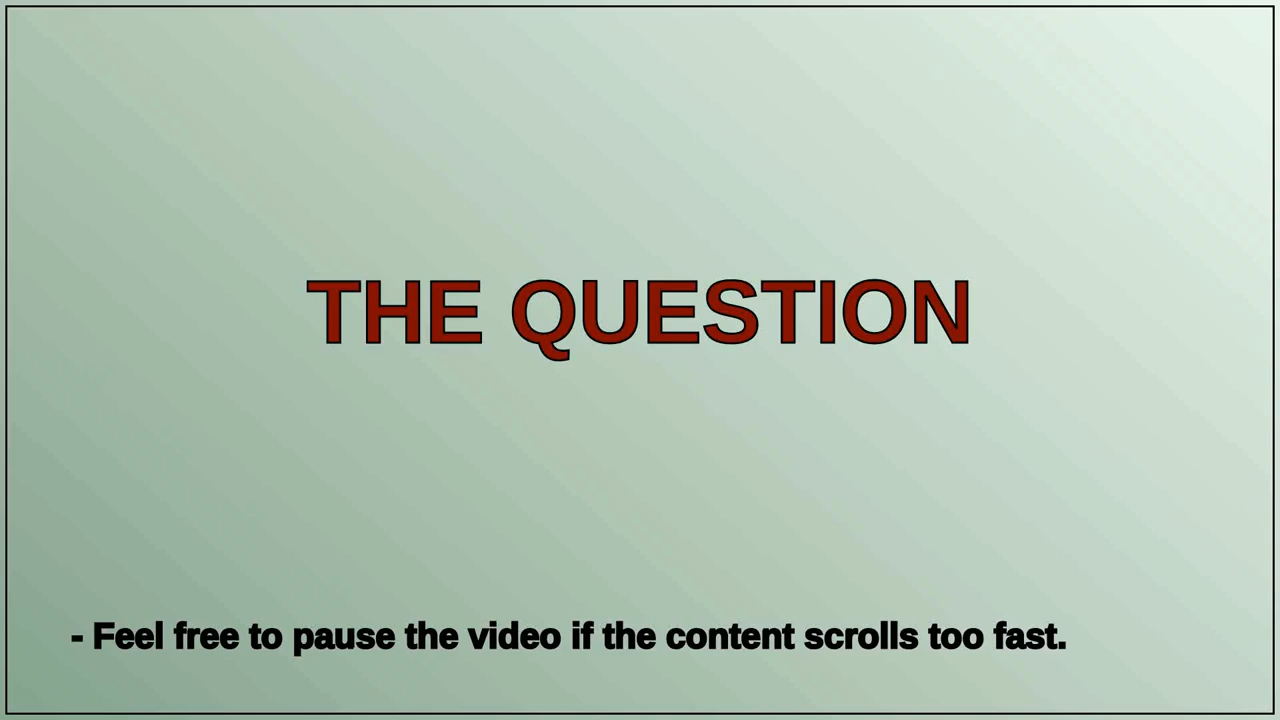 THE QUESTION
- Feel free to pause the video if the content scrolls too fast.